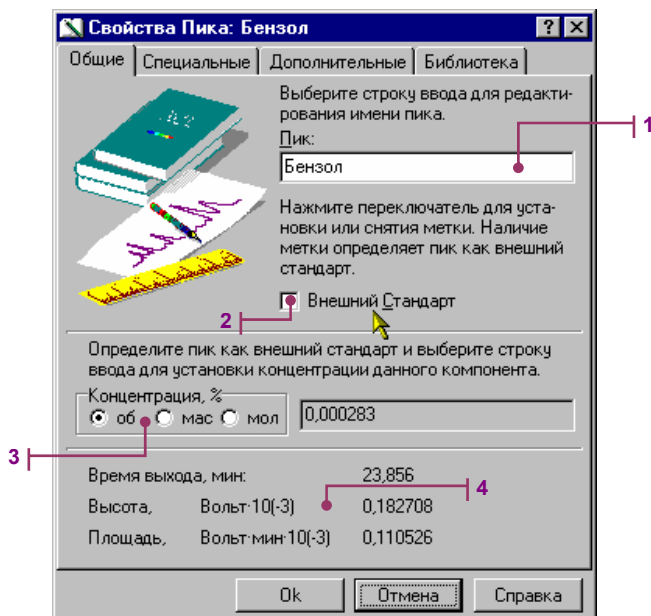 Свойства Пика: Бензол
Общие Специальные Дополнительные Библиотека
Выберите строку ввода для редакти-
рования имени пика.
Пик:
1
Бензол
Нажмите переключатель для уста-
новки или снятия метки. Наличие
метки определяет пик как внешний
стандарт.
Внешний Стандарт
2
Определите пик как внешний стандарт и выберите строку
ввода для установки концентрации данного компонента.
Концентрация, %
об мас мол 0,000283
3
Время выхода, мин: 23,856
4
Высота, Вольт·10(-3) 0,182708
Площадь, Вольт·мин·10(-3) 0,110526
Ok Отмена Справка